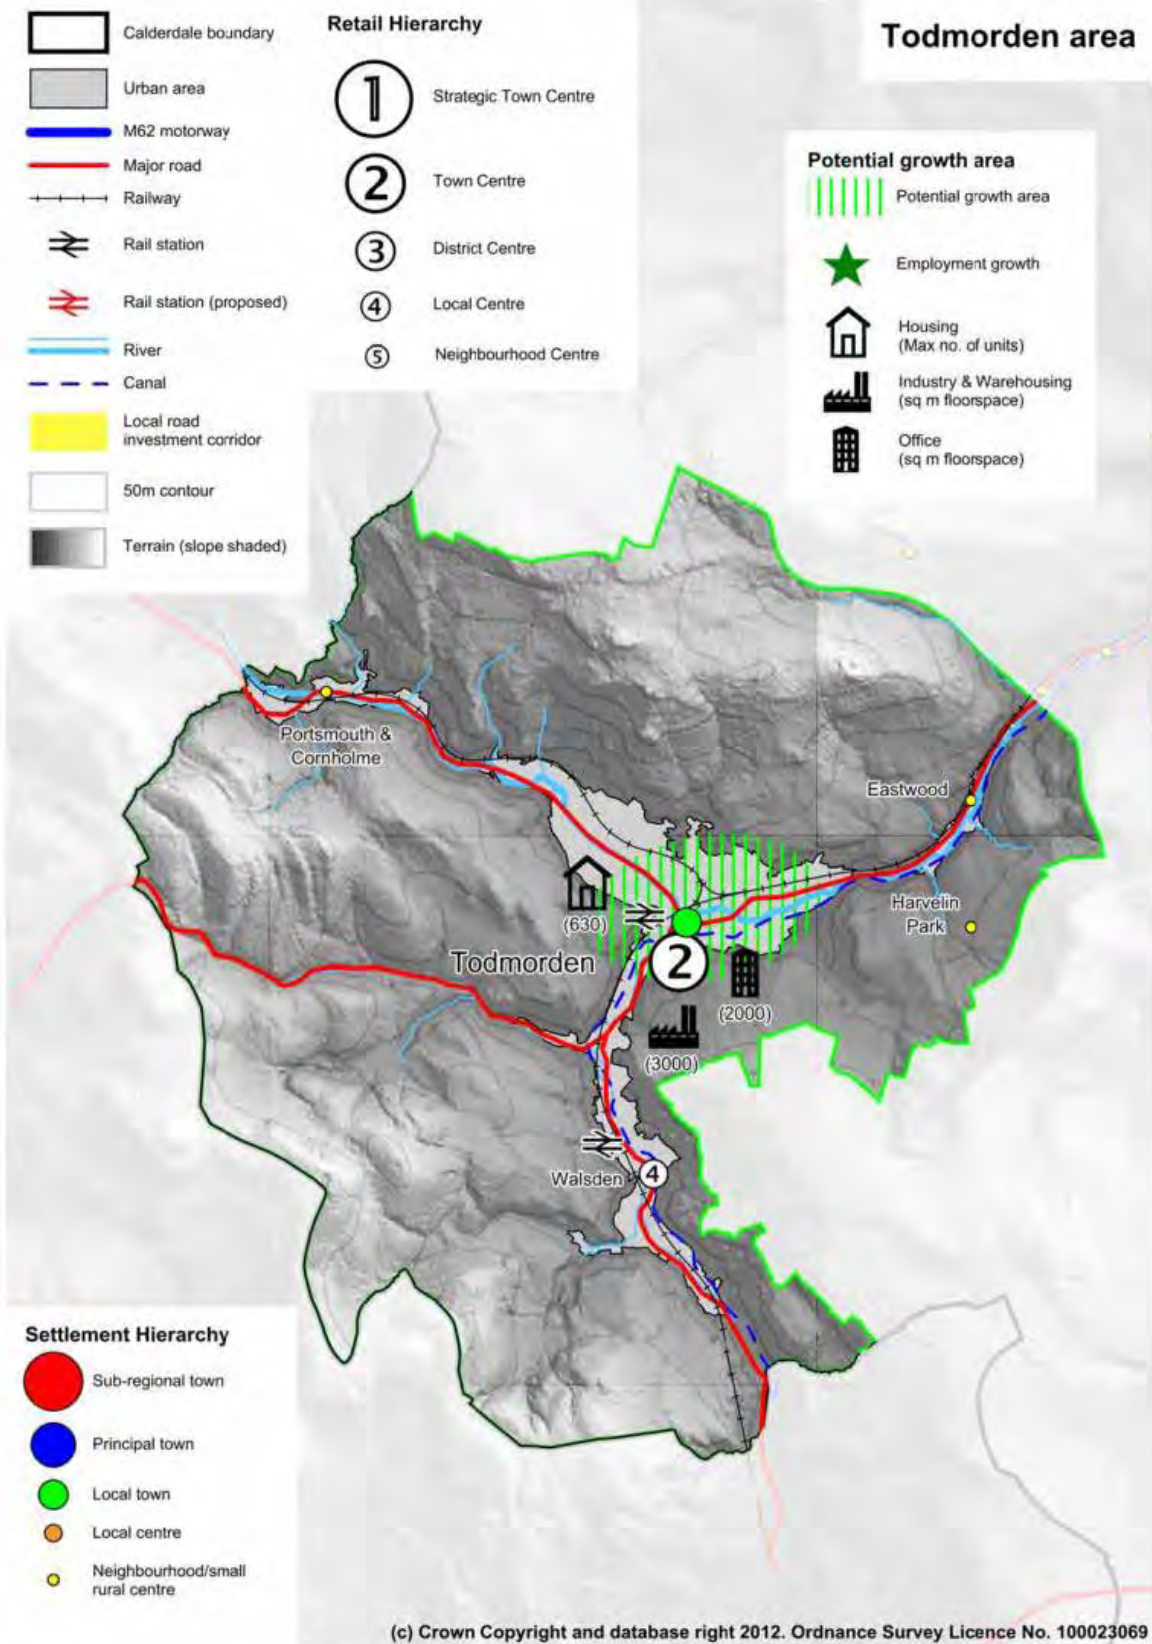 Todmorden area
Calderdale boundary
Urban area
M62 motorway
Major road
Railway
Rail station
Rail station (proposed)
River
Canal
Local road
investment corridor
50m contour
Terrain (slope shaded)
Retail Hierarchy
1
Strategic Town Centre
2
Town Centre
3
District Centre
4
Local Centre
5
Neighbourhood Centre
Potential growth area
Potential growth area
Employment growth
Housing
(Max no. of units)
Industry & Warehousing
(sq m floorspace)
Office
(sq m floorspace)
Portsmouth &
Cornholme
Eastwood
Harvelin
Park
(630)
Todmorden
2
(2000)
(3000)
Walsden
4
Settlement Hierarchy
Sub-regional town
Principal town
Local town
Local centre
Neighbourhood/small
rural centre
(c) Crown Copyright and database right 2012. Ordnance Survey Licence No. 100023069